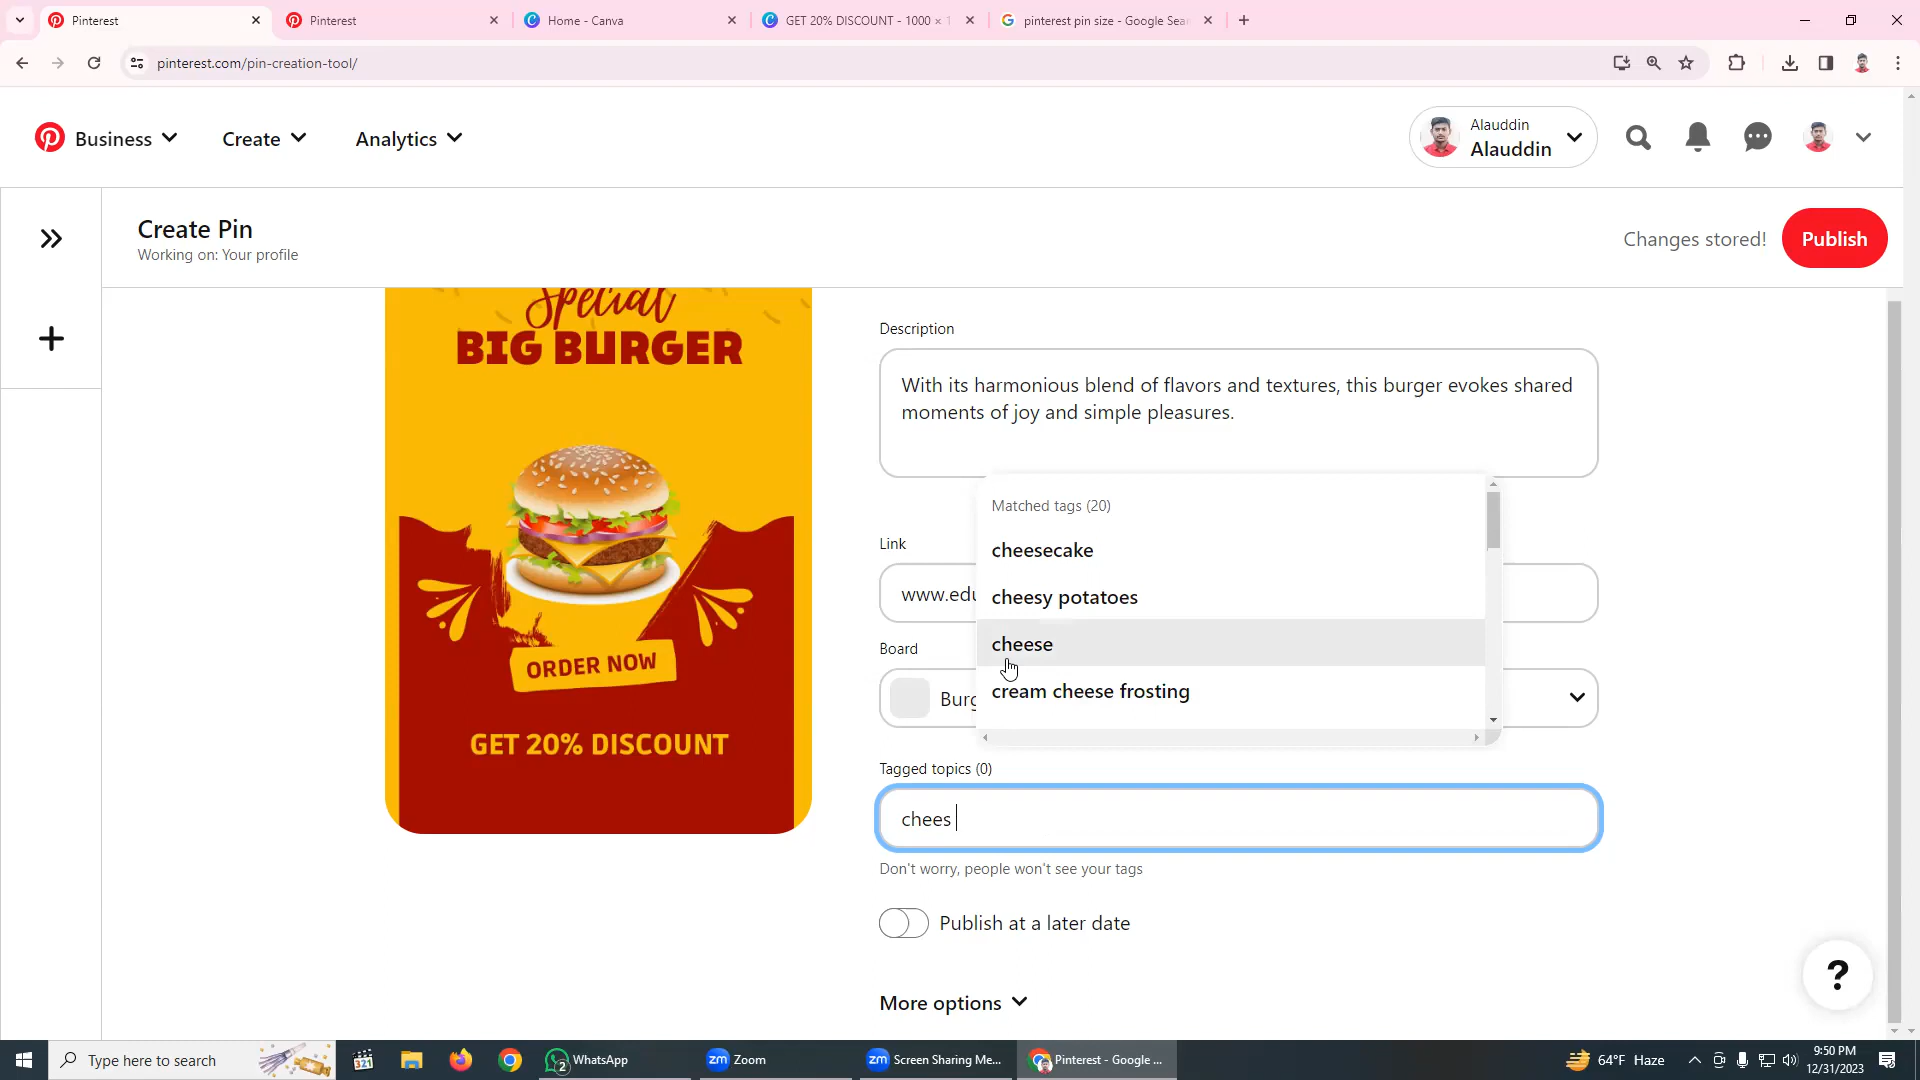 Pinterest
Pinterest
Home - Canva
GET 20% DISCOUNT - 1000 × 1
pinterest pin size - Google Sea
pinterest.com/pin-creation-tool/
Business
Create
Analytics
Alauddin
Alauddin
Create Pin
Working on: Your profile
Changes stored!
Publish
Special
BIG BURGER
ORDER NOW
GET 20% DISCOUNT
Description
With its harmonious blend of flavors and textures, this burger evokes shared
moments of joy and simple pleasures.
Matched tags (20)
cheesecake
cheesy potatoes
cheese
cream cheese frosting
Link
www.edu
Board
Burg
Tagged topics (0)
chees
Don't worry, people won't see your tags
Publish at a later date
More options
?
Type here to search
321
2
WhatsApp
zm
Zoom
zm
Screen Sharing Me...
Pinterest - Google ...
64°F Haze
9:50 PM
12/31/2023